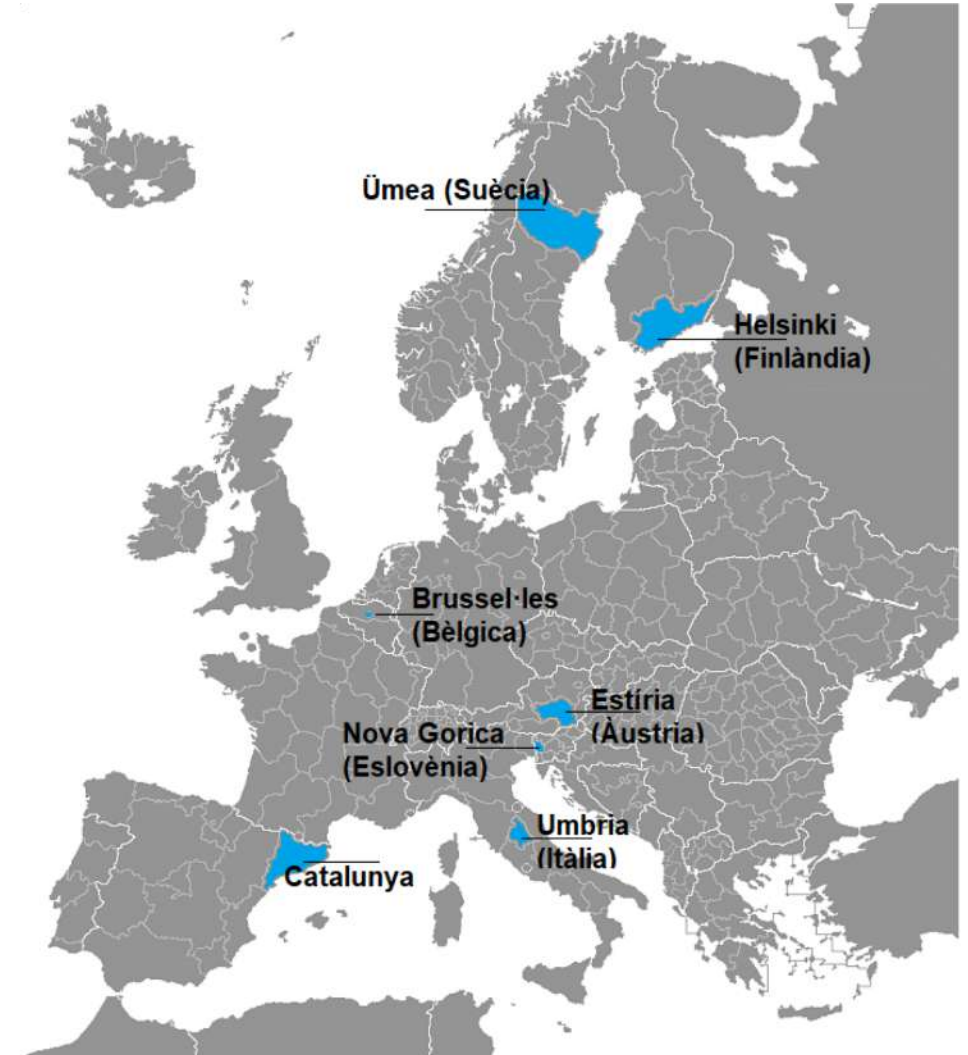 Ümea (Suècia)
Helsinki
(Finlàndia)
Brussel·les
(Bèlgica)
Estíria
(Àustria)
Nova Gorica
(Eslovènia)
Umbria
(Itàlia)
Catalunya